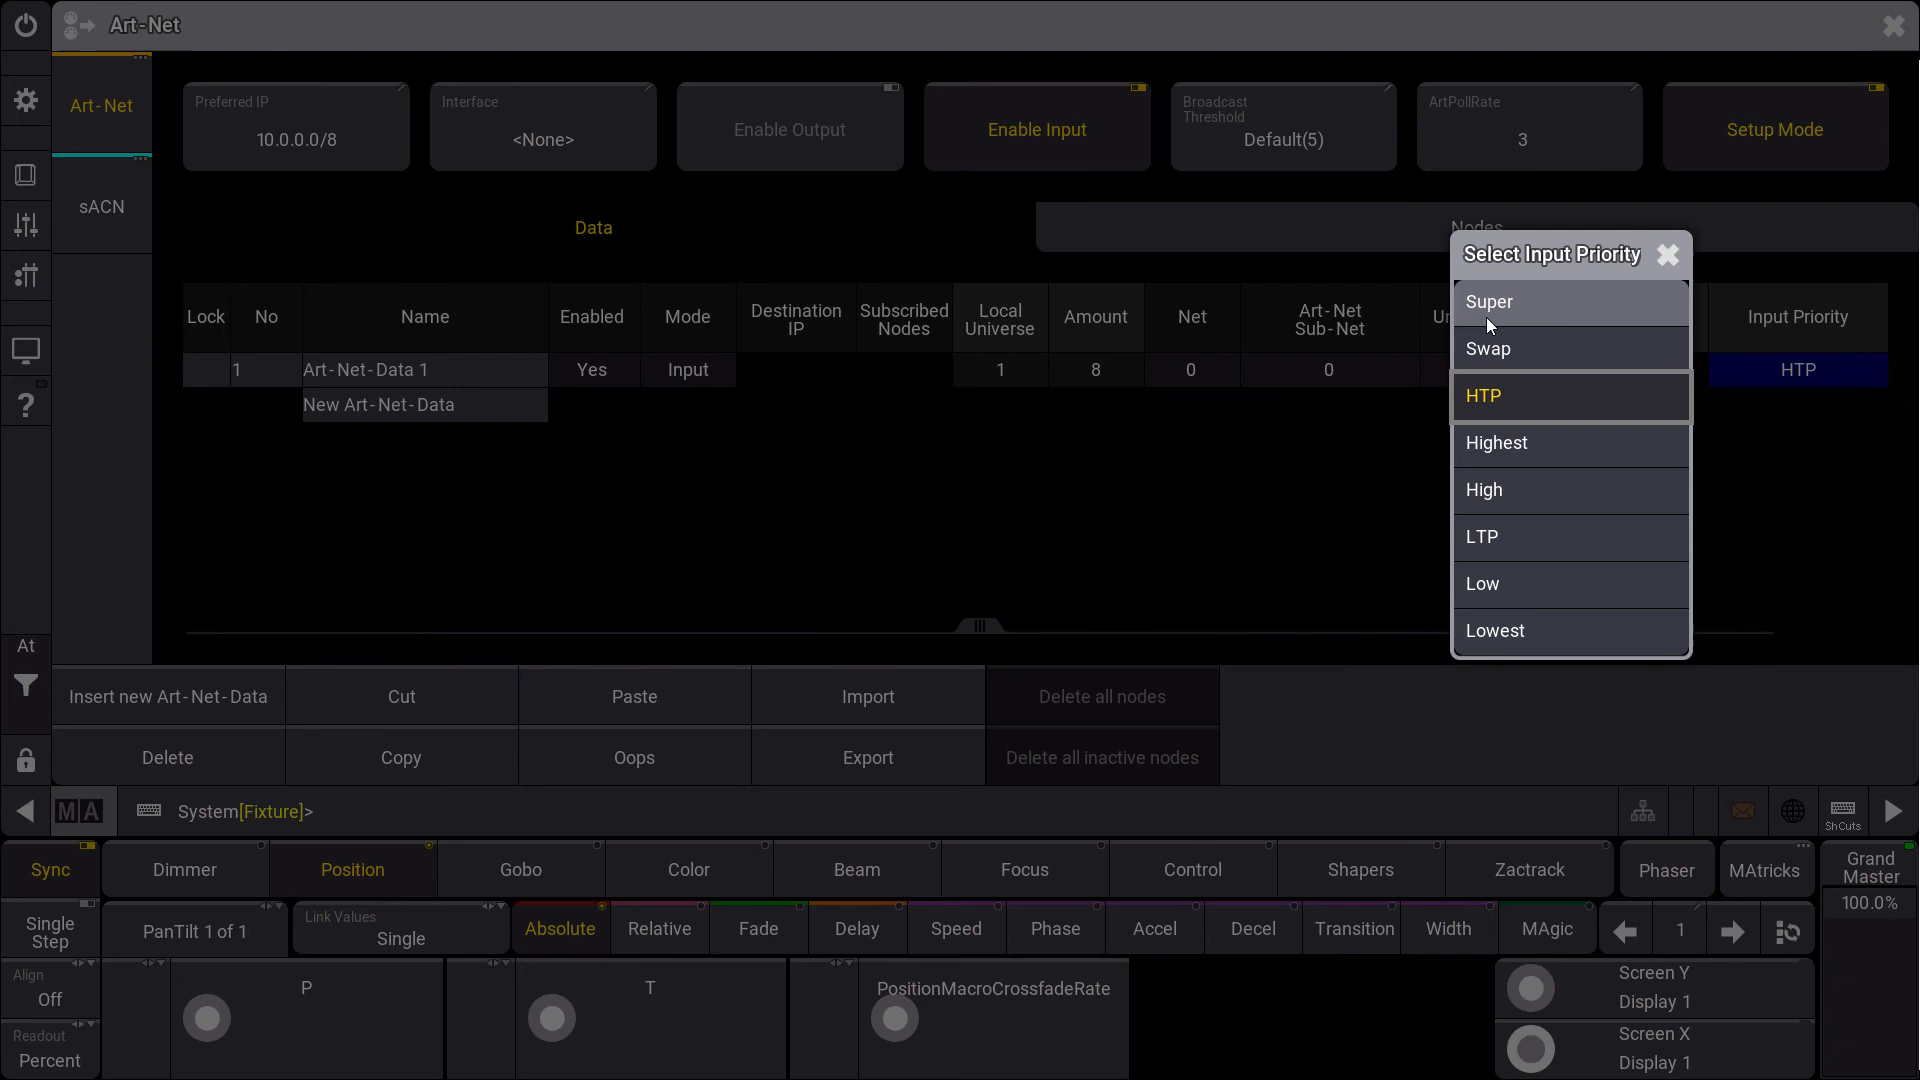 Art-Net
Art-Net
sACN
Preferred IP
10.0.0.0/8
Interface
<None>
Enable Output
Enable Input
Broadcast
Threshold
Default(5)
ArtPollRate
3
Setup Mode
Data
Nodes
Lock
No
Name
Enabled
Mode
Destination
IP
Subscribed
Nodes
Local
Universe
Amount
Net
Art-Net
Sub-Net
Input Priority
1
Art-Net-Data 1
Yes
Input
1
8
0
0
HTP
New Art-Net-Data
Select Input Priority
Super
Swap
HTP
Highest
High
LTP
Low
Lowest
At
Insert new Art-Net-Data
Cut
Paste
Import
Delete all nodes
Delete
Copy
Oops
Export
Delete all inactive nodes
MA
System[Fixture]>
ShCuts
Sync
Dimmer
Position
Gobo
Color
Beam
Focus
Control
Shapers
Zactrack
Phaser
MAtricks
Grand
Master
100.0%
Single
Step
PanTilt 1 of 1
Link Values
Single
Absolute
Relative
Fade
Delay
Speed
Phase
Accel
Decel
Transition
Width
MAgic
1
Align
Off
P
T
PositionMacroCrossfadeRate
Screen Y
Display 1
Readout
Percent
Screen X
Display 1